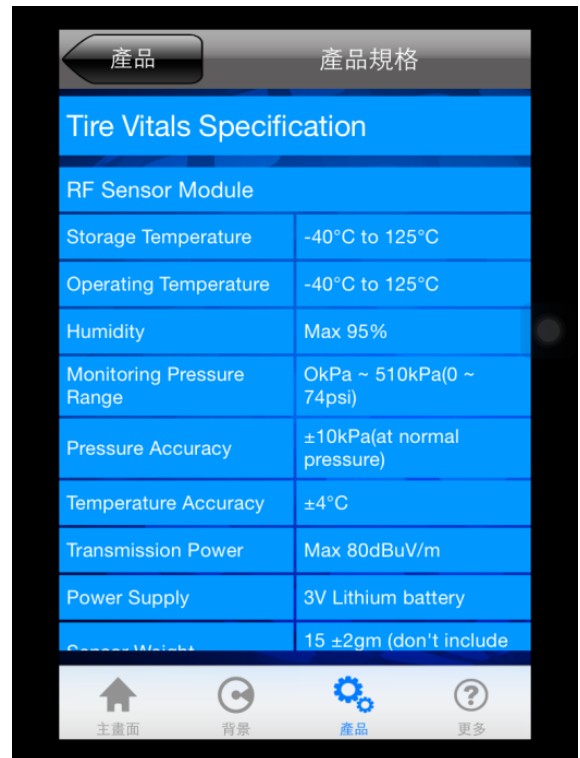 產品
產品規格
Tire Vitals Specification
RF Sensor Module
Storage Temperature
-40°C to 125°C
Operating Temperature
-40°C to 125°C
Humidity
Max 95%
Monitoring Pressure
Range
OkPa ~ 510kPa(0 ~
74psi)
Pressure Accuracy
±10kPa(at normal
pressure)
Temperature Accuracy
±4°C
Transmission Power
Max 80dBuV/m
Power Supply
3V Lithium battery
Sensor Weight
15 ±2gm (don't include
主畫面
背景
產品
更多